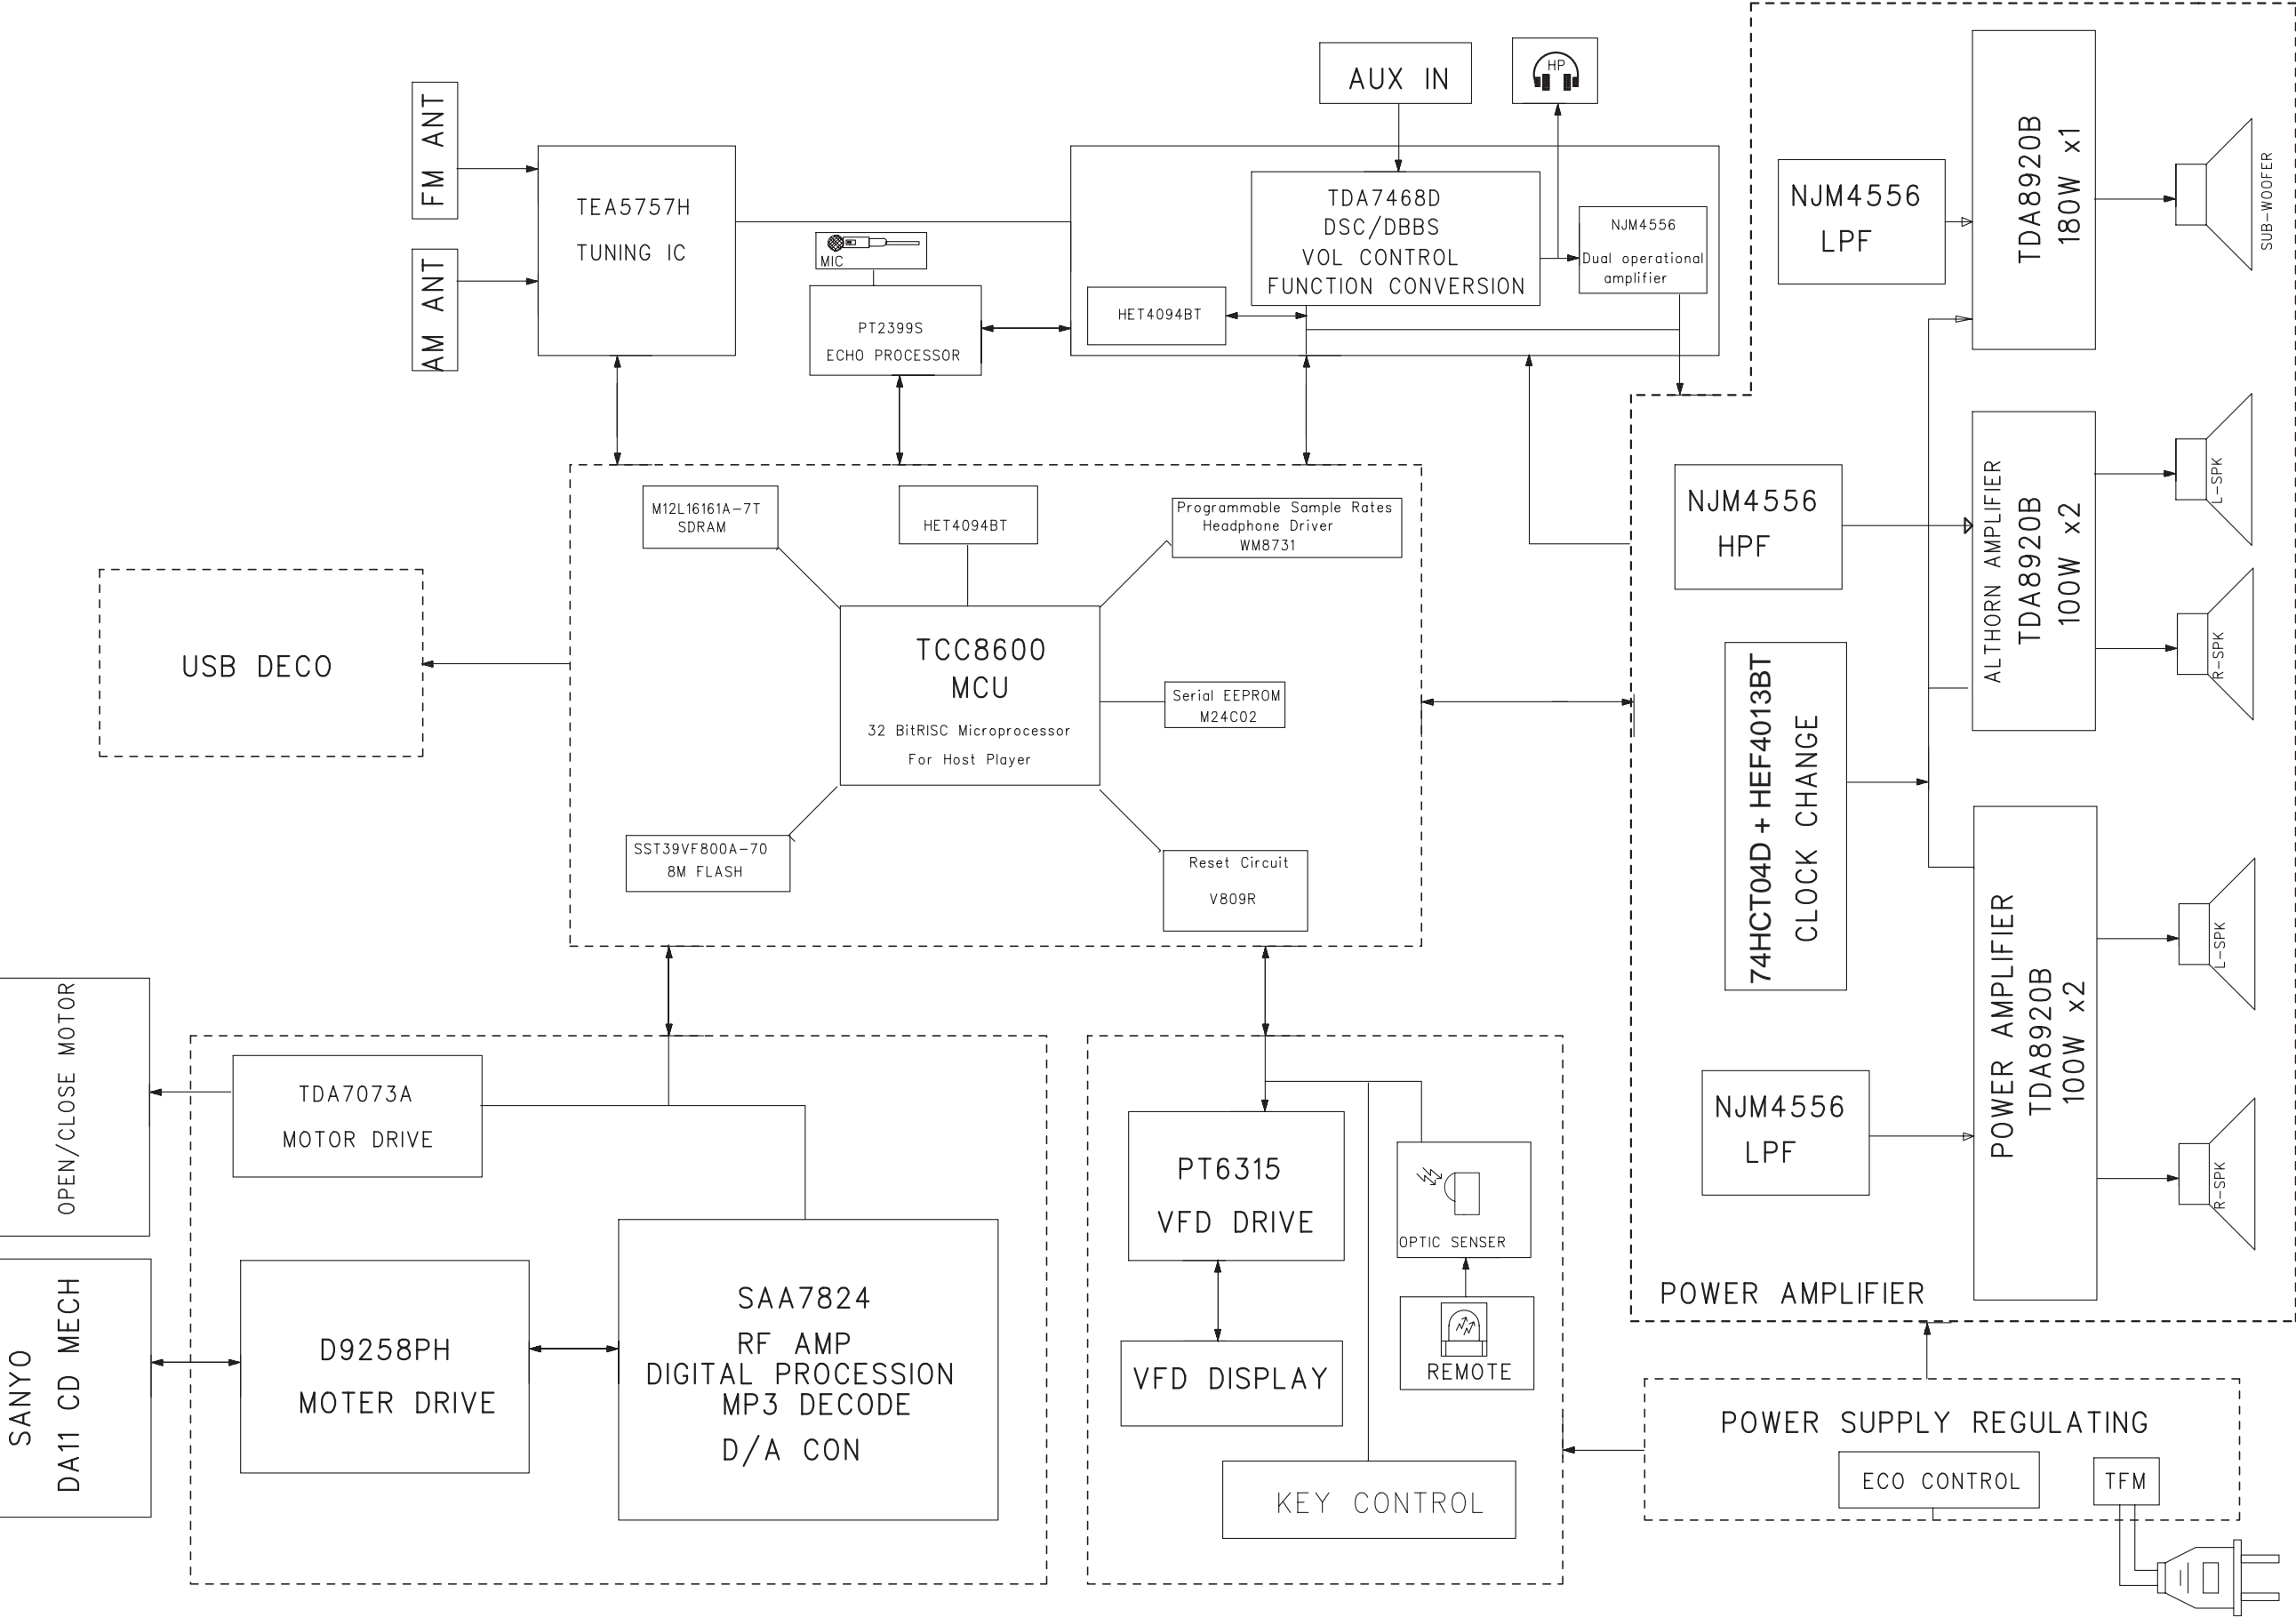 FM ANT
AM ANT
TEA5757H
TUNING IC
MIC
PT2399S
ECHO PROCESSOR
AUX IN
HP
TDA7468D
DSC/DBBS
VOL CONTROL
FUNCTION CONVERSION
HET4094BT
NJM4556
Dual operational
amplifier
NJM4556
LPF
TDA8920B
180W x1
SUB-WOOFER
M12L16161A-7T
SDRAM
HET4094BT
Programmable Sample Rates
Headphone Driver
WM8731
USB DECO
TCC8600
MCU
32 BitRISC Microprocessor
For Host Player
Serial EEPROM
M24C02
SST39VF800A-70
8M FLASH
Reset Circuit
V809R
NJM4556
HPF
ALTHORN AMPLIFIER
TDA8920B
100W x2
L-SPK
R-SPK
74HCT04D + HEF4013BT
CLOCK CHANGE
POWER AMPLIFIER
TDA8920B
100W x2
L-SPK
R-SPK
NJM4556
LPF
POWER AMPLIFIER
OPEN/CLOSE MOTOR
TDA7073A
MOTOR DRIVE
SANYO
DA11 CD MECH
D9258PH
MOTER DRIVE
SAA7824
RF AMP
DIGITAL PROCESSION
MP3 DECODE
D/A CON
PT6315
VFD DRIVE
OPTIC SENSER
VFD DISPLAY
REMOTE
KEY CONTROL
POWER SUPPLY REGULATING
ECO CONTROL
TFM